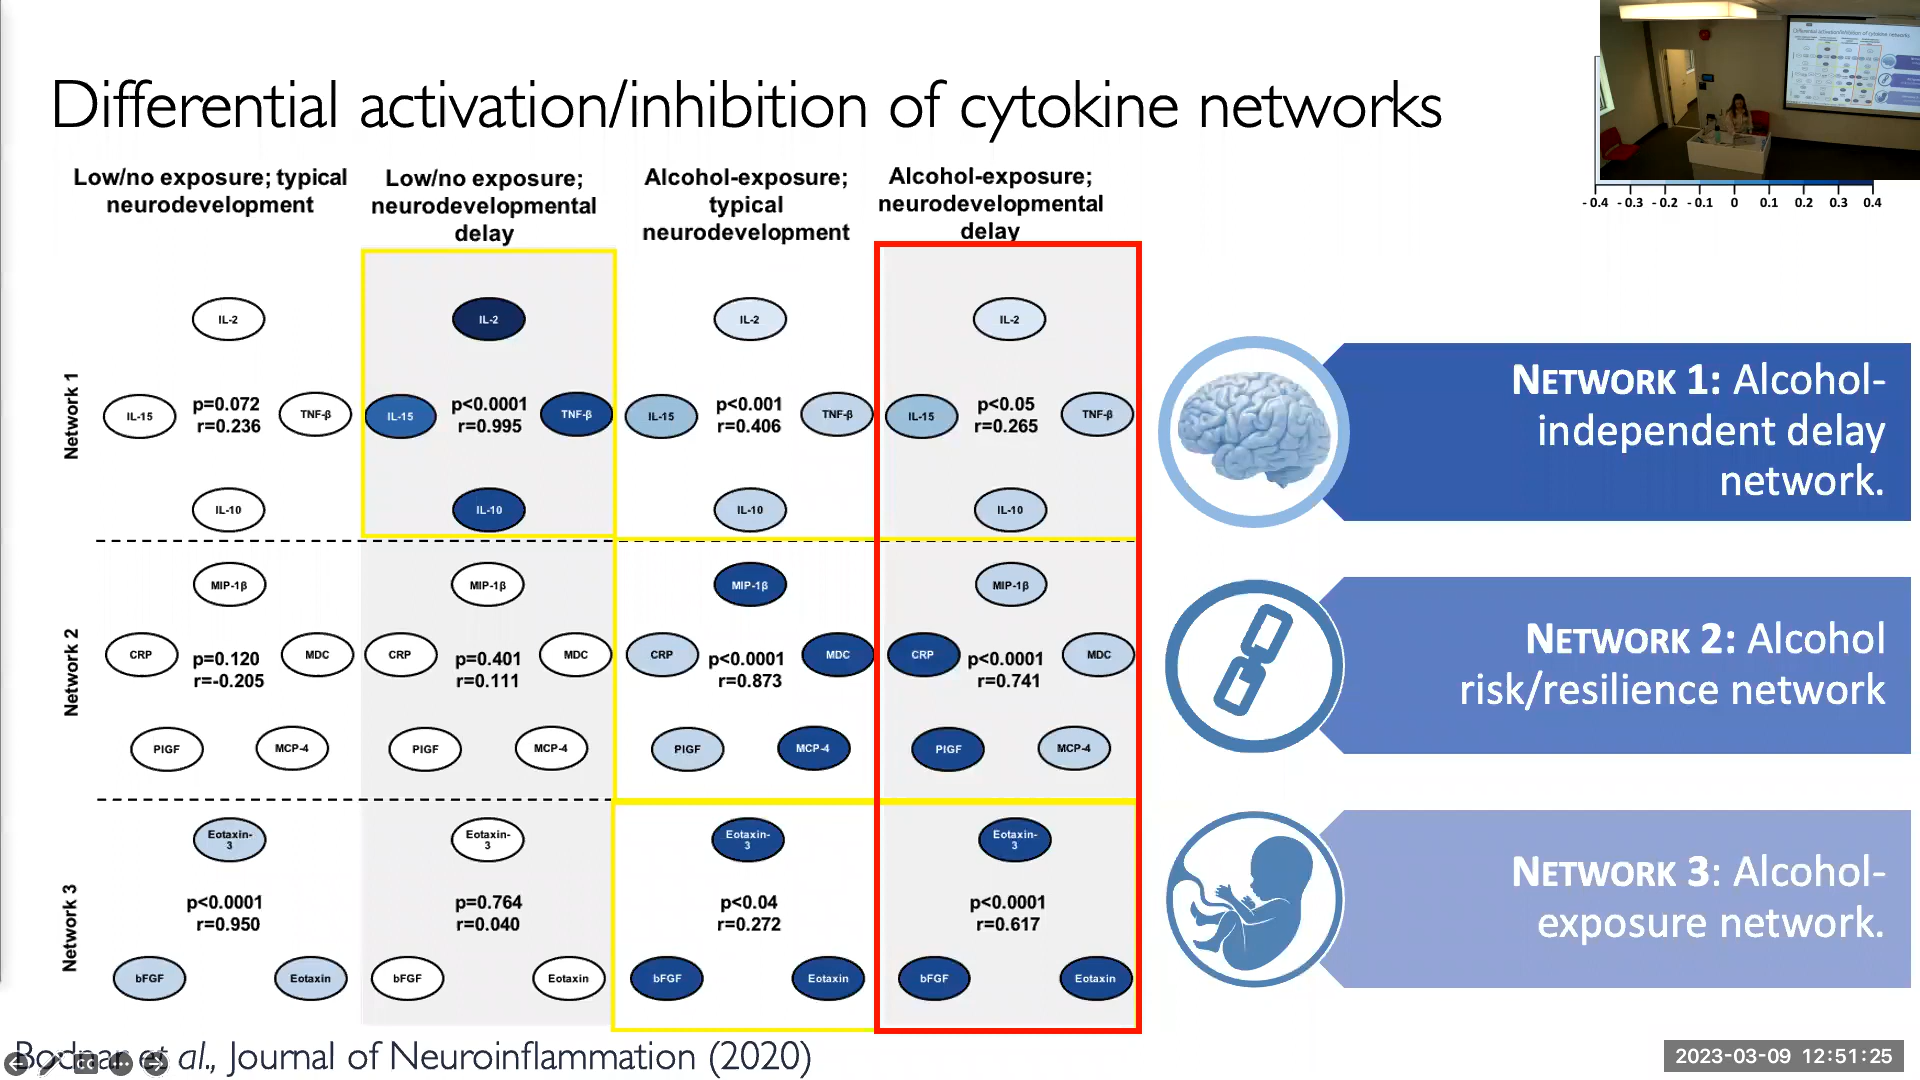 Differential activation/inhibition of cytokine networks
- 0.4 - 0.3 - 0.2 - 0.1 0 0.1 0.2 0.3 0.4
Low/no exposure; typical
neurodevelopment
Low/no exposure;
neurodevelopmental
delay
Alcohol-exposure;
typical
neurodevelopment
Alcohol-exposure;
neurodevelopmental
delay
Network 1
IL-2
IL-15
p=0.072
r=0.236
TNF-β
IL-10
IL-2
IL-15
p<0.0001
r=0.995
TNF-β
IL-10
IL-2
IL-15
p<0.001
r=0.406
TNF-β
IL-10
IL-2
IL-15
p<0.05
r=0.265
TNF-β
IL-10
Network 2
MIP-1β
CRP
p=0.120
r=-0.205
MDC
PIGF
MCP-4
MIP-1β
CRP
p=0.401
r=0.111
MDC
PIGF
MCP-4
MIP-1β
CRP
p<0.0001
r=0.873
MDC
PIGF
MCP-4
MIP-1β
CRP
p<0.0001
r=0.741
MDC
PIGF
MCP-4
Network 3
Eotaxin-
3
p<0.0001
r=0.950
bFGF
Eotaxin
Eotaxin-
3
p=0.764
r=0.040
bFGF
Eotaxin
Eotaxin-
3
p<0.04
r=0.272
bFGF
Eotaxin
Eotaxin-
3
p<0.0001
r=0.617
bFGF
Eotaxin
NETWORK 1: Alcohol-
independent delay
network.
NETWORK 2: Alcohol
risk/resilience network
NETWORK 3: Alcohol-
exposure network.
Bodnar et al., Journal of Neuroinflammation (2020)
2023-03-09 12:51:25